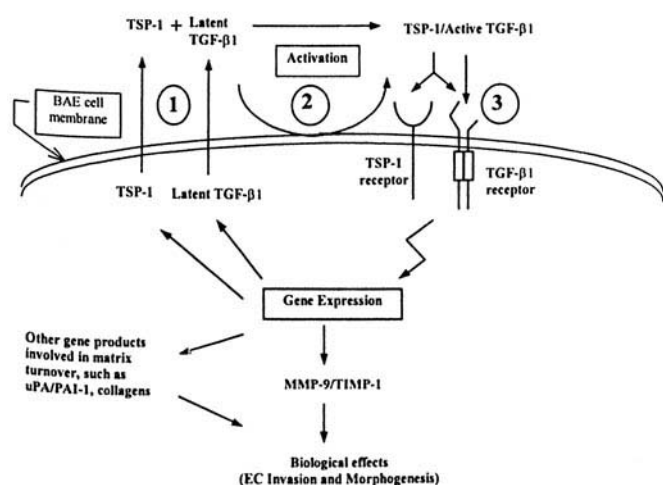 TSP-1 + Latent
TGF-β1
TSP-1/Active TGF-β1
Activation
BAE cell
membrane
1
2
3
TSP-1
receptor
TGF-β1
receptor
TSP-1
Latent TGF-β1
Gene Expression
Other gene products
involved in matrix
turnover, such as
uPA/PAI-1, collagens
MMP-9/TIMP-1
Biological effects
(EC Invasion and Morphogenesis)